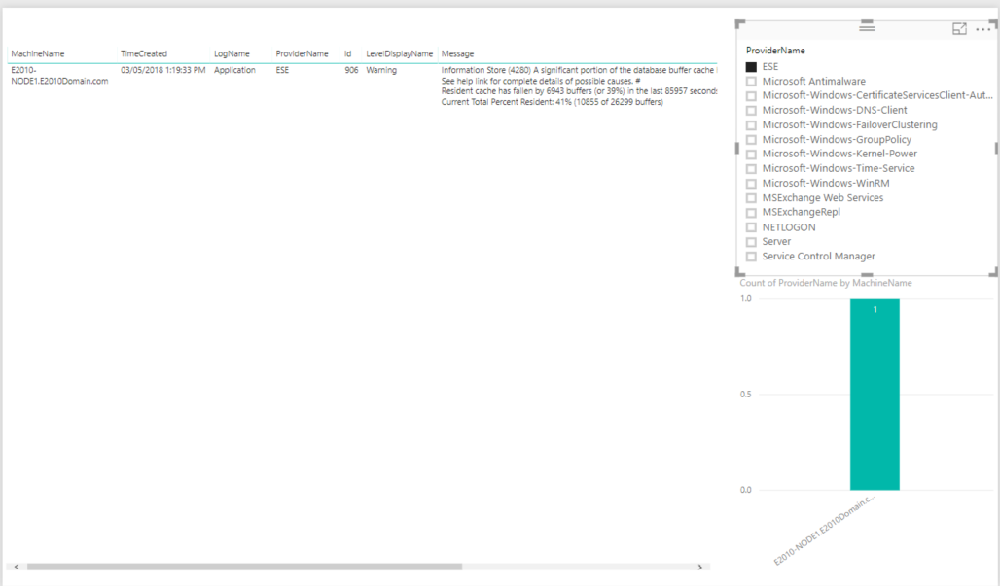 MachineName TimeCreated LogName ProviderName Id LevelDisplayName Message
E2010- 03/05/2018 1:19:33 PM Application ESE 906 Warning Information Store (4280) A significant portion of the database buffer cache
NODE1.E2010Domain.com See help link for complete details of possible causes. #
Resident cache has fallen by 6943 buffers (or 39%) in the last 85957 second
Current Total Percent Resident: 41% (10855 of 26299 buffers)
ProviderName
ESE
Microsoft Antimalware
Microsoft-Windows-CertificateServicesClient-Aut...
Microsoft-Windows-DNS-Client
Microsoft-Windows-FailoverClustering
Microsoft-Windows-GroupPolicy
Microsoft-Windows-Kernel-Power
Microsoft-Windows-Time-Service
Microsoft-Windows-WinRM
MSExchange Web Services
MSExchangeRepl
NETLOGON
Server
Service Control Manager
Count of ProviderName by MachineName
1.0
1
0.5
0.0
E2010-NODE1.E2010Domain.c...